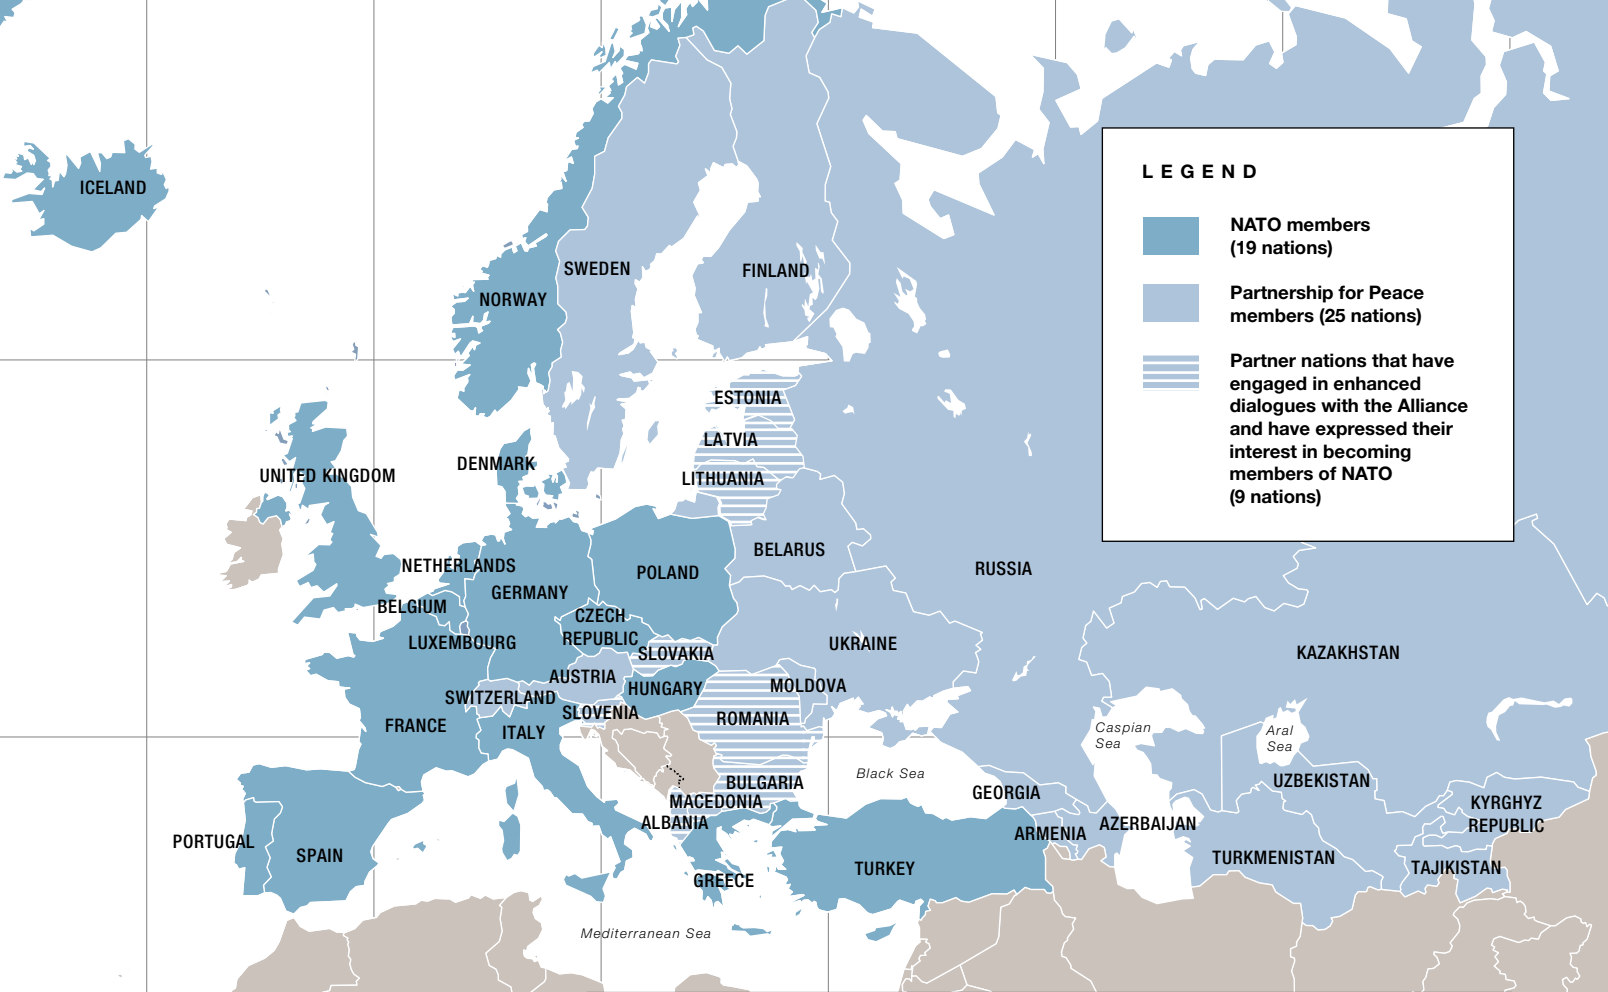 ICELAND
NORWAY
SWEDEN
FINLAND
ESTONIA
LATVIA
LITHUANIA
DENMARK
UNITED KINGDOM
NETHERLANDS
BELGIUM
LUXEMBOURG
GERMANY
POLAND
BELARUS
RUSSIA
CZECH
REPUBLIC
SLOVAKIA
UKRAINE
KAZAKHSTAN
AUSTRIA
HUNGARY
MOLDOVA
SWITZERLAND
SLOVENIA
ROMANIA
FRANCE
ITALY
Caspian
Sea
Aral
Sea
Black Sea
BULGARIA
MACEDONIA
ALBANIA
GEORGIA
ARMENIA
AZERBAIJAN
UZBEKISTAN
KYRGHYZ
REPUBLIC
TURKMENISTAN
TAJIKISTAN
PORTUGAL
SPAIN
GREECE
TURKEY
Mediterranean Sea
LEGEND
NATO members
(19 nations)
Partnership for Peace
members (25 nations)
Partner nations that have
engaged in enhanced
dialogues with the Alliance
and have expressed their
interest in becoming
members of NATO
(9 nations)